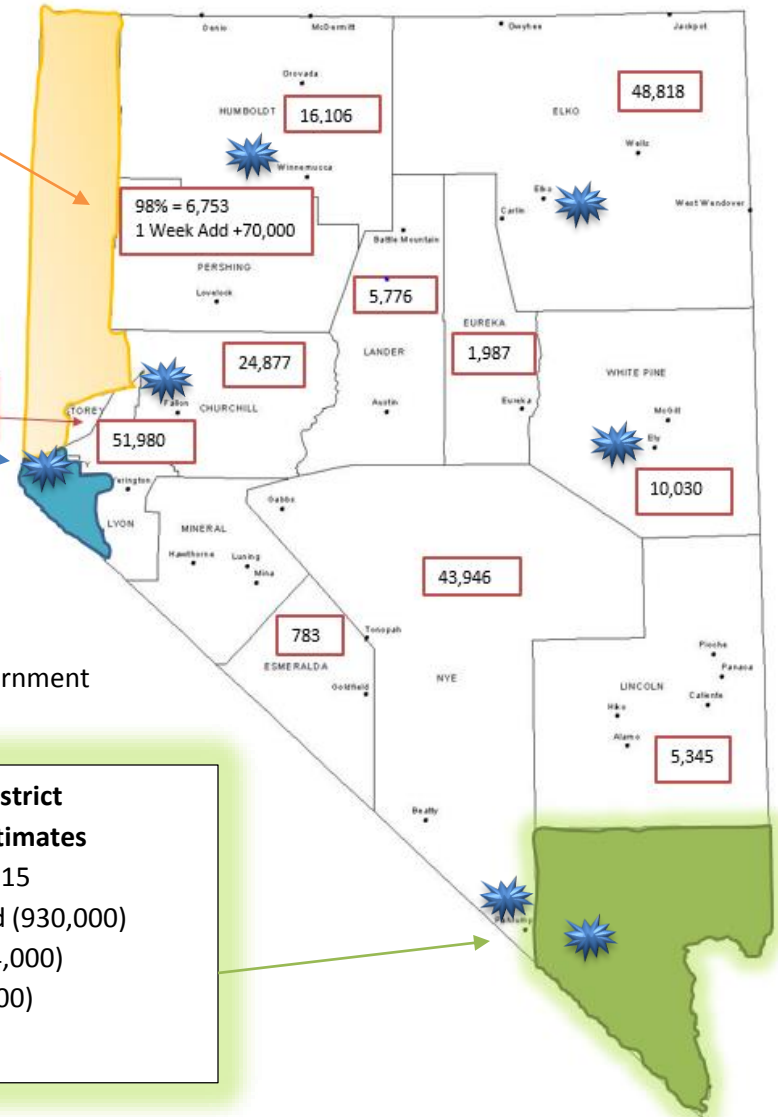 Denio
McDermitt
Owyhee
Jackpot
Orovada
HUMBOLDT
16,106
48,818
ELKO
Wells
Winnemucca
Elko
West Wendover
Carlin
98% = 6,753
1 Week Add +70,000
Battle Mountain
PERSHING
Lovelock
5,776
EUREKA
1,987
LANDER
24,877
WHITE PINE
Fallon
CHURCHILL
Austin
Eureka
McGill
Ely
TOREY
51,980
10,030
Y
Yerington
LYON
Gabbs
MINERAL
Hawthorne
Luning
Mina
43,946
783
Tonopah
ESMERALDA
Goldfield
NYE
Pioche
Panaca
LINCOLN
Caliente
Hiko
Alamo
5,345
ernment
Beatty
strict
timates
15
d (930,000)
,000)
00)
Pahrump